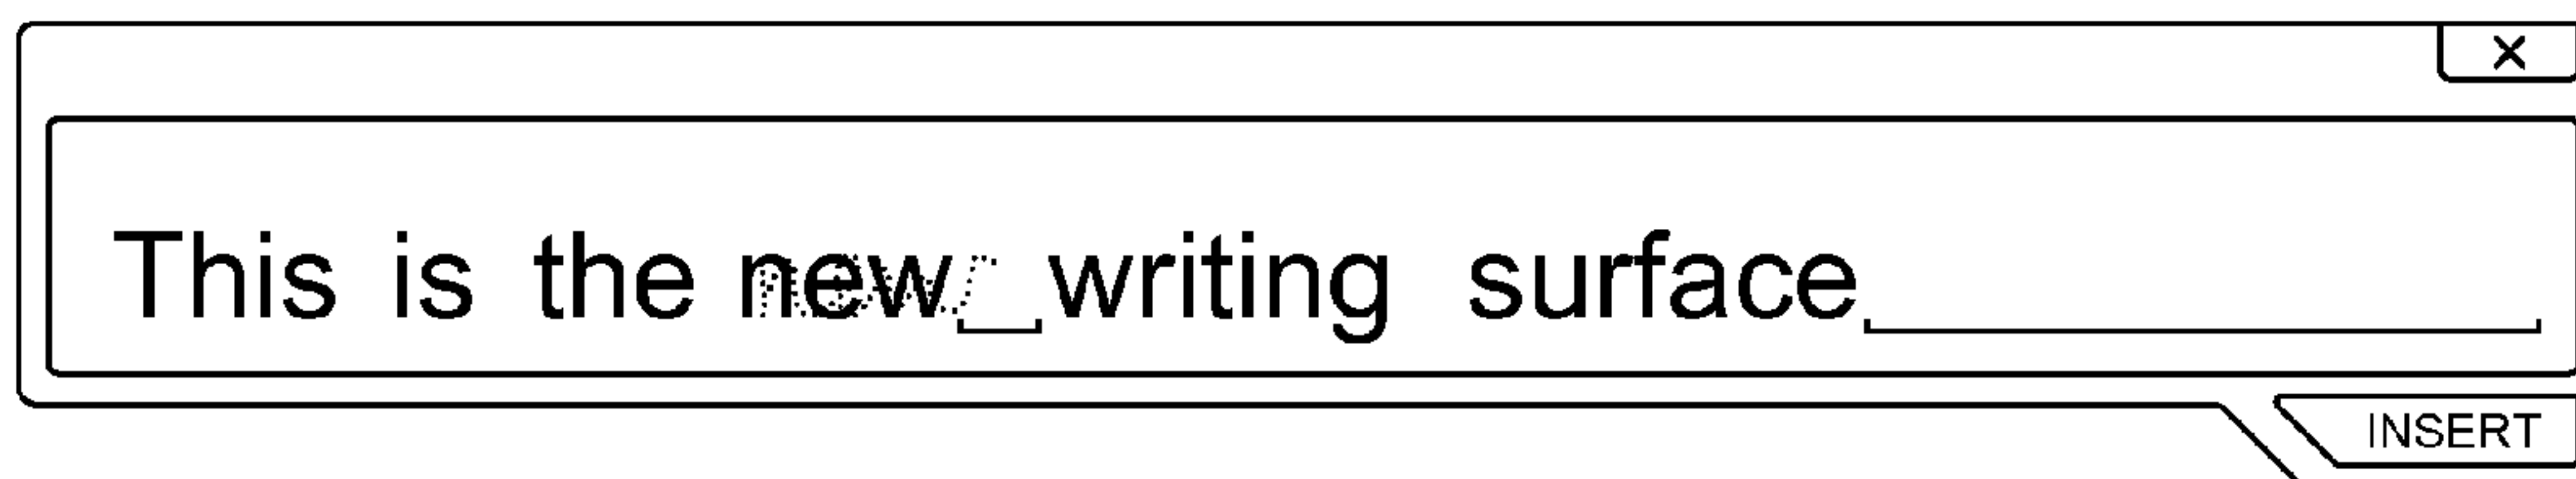 X
This is the new writing surface
INSERT